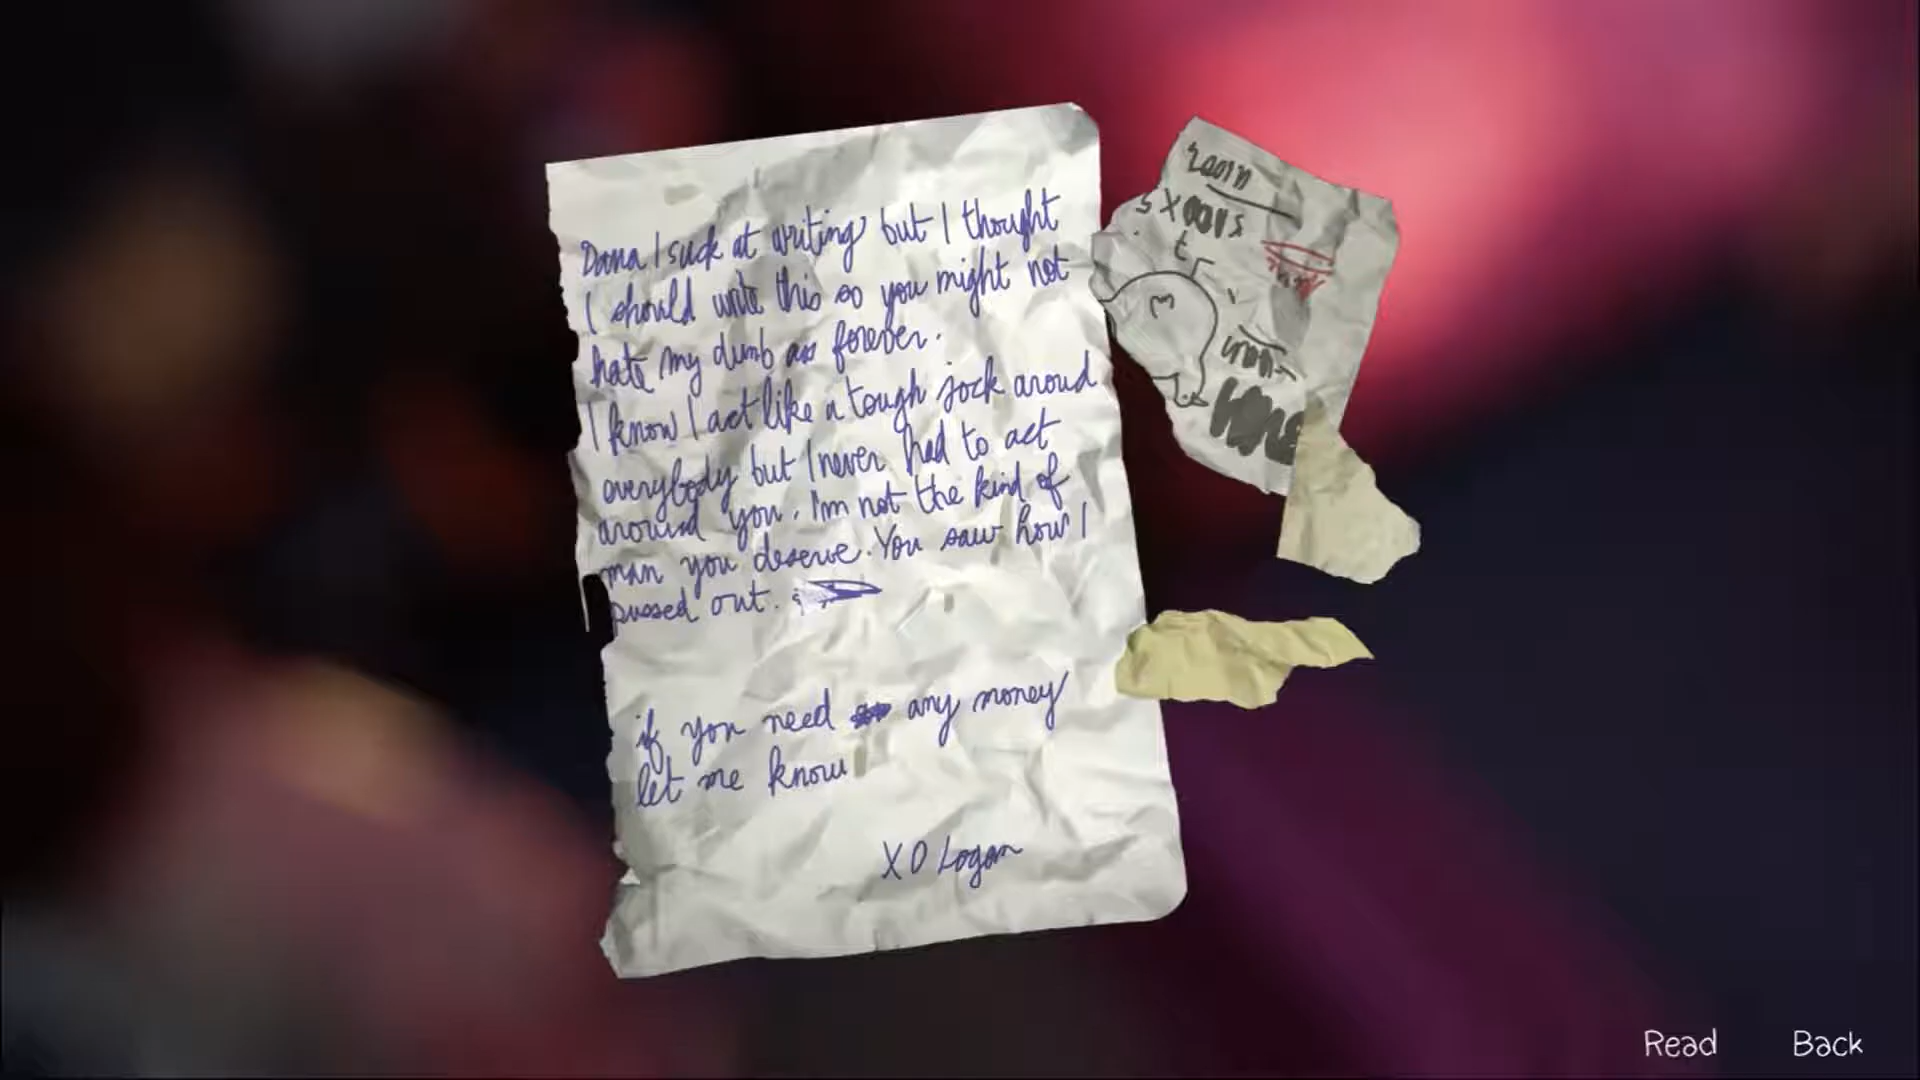 Dana I suck at writing but I thought
I should write this so you might not
hate my dumb ass forever.
I know I act like a tough jock aroud
everybody but I never had to act
around you. I'm not the kind of
man you deserve. You saw how I
pussed out.
if you need any money
let me know
XO Logan
Read
Back